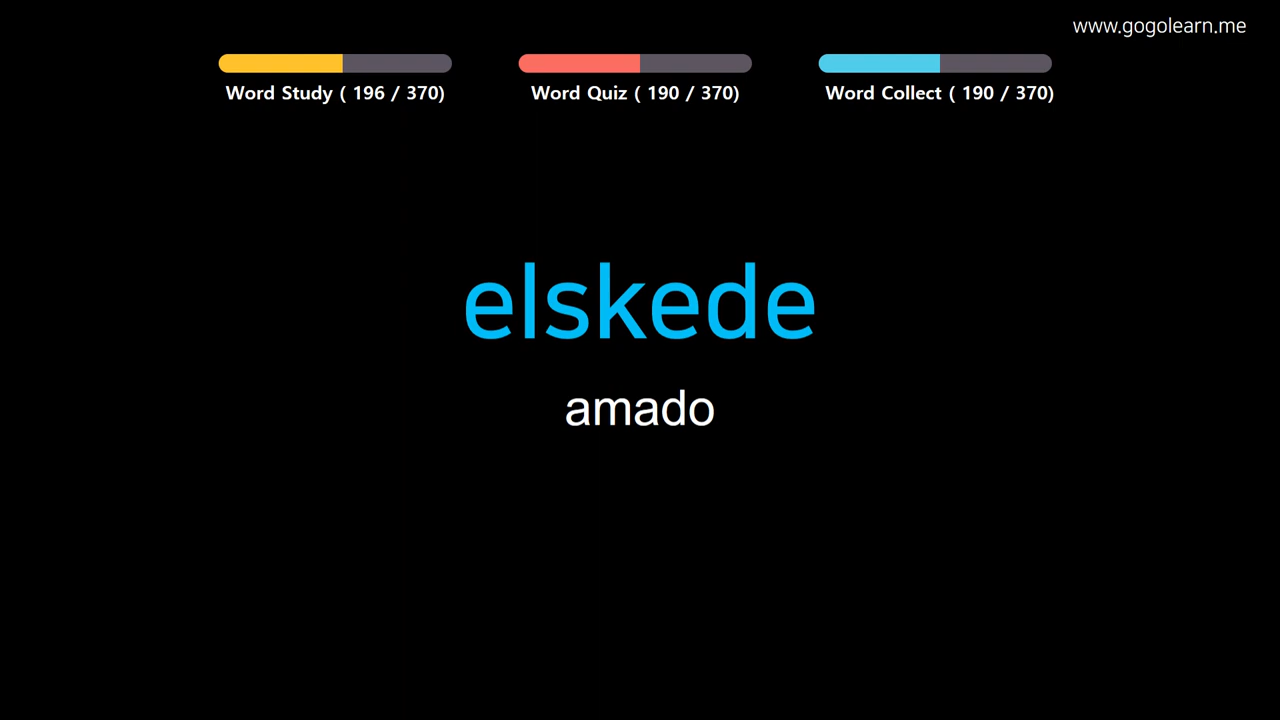 www.gogolearn.me
Word Study ( 196 / 370)
Word Quiz ( 190 / 370)
Word Collect ( 190 / 370)
elskede
amado